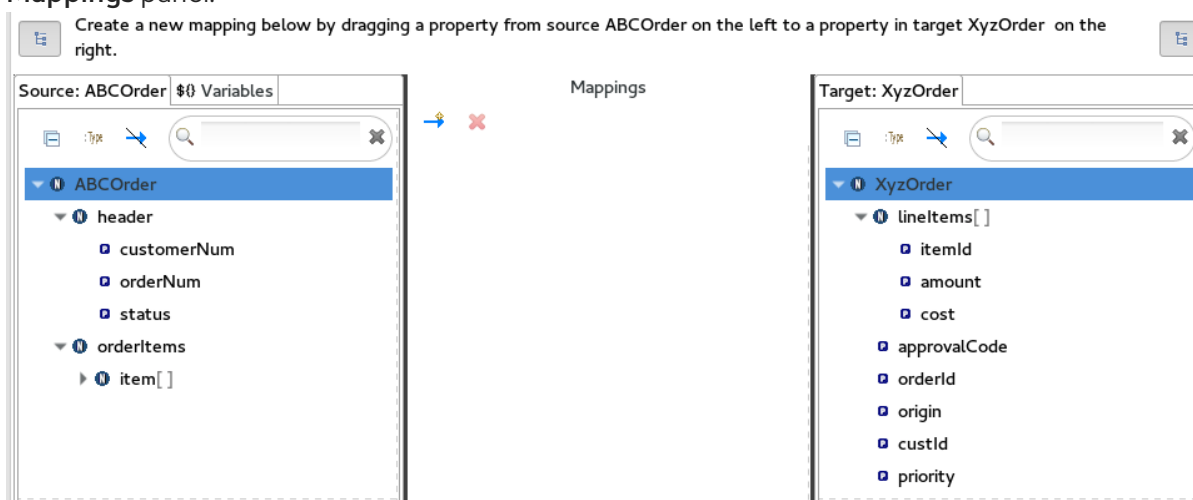 Mappings panel.
Create a new mapping below by dragging a property from source ABCOrder on the left to a property in target XyzOrder on the
right.
Source: ABCOrder ${} Variables
Mappings
Target: XyzOrder
:Type
:Type
ABCOrder
header
customerNum
orderNum
status
orderItems
item[ ]
XyzOrder
lineItems[ ]
itemId
amount
cost
approvalCode
orderId
origin
custId
priority